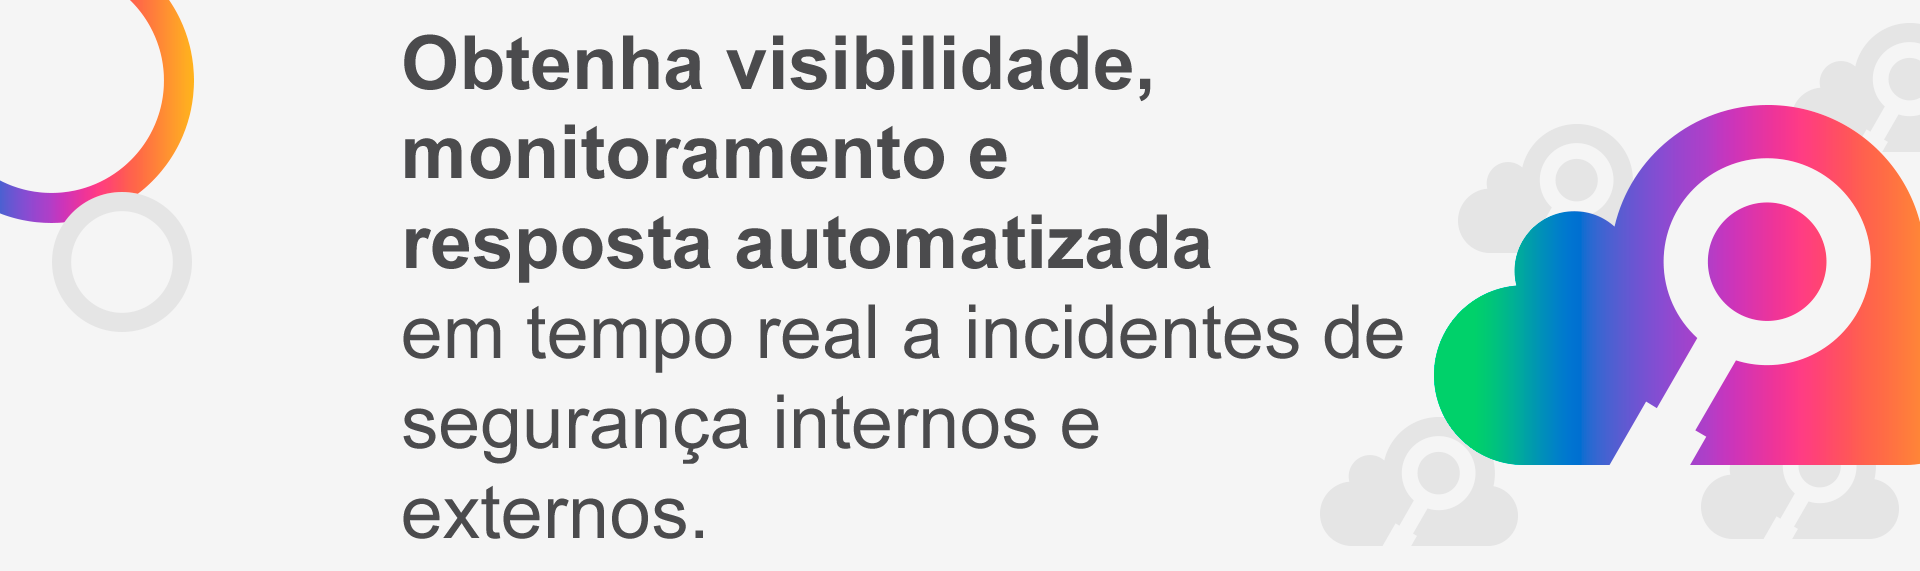 Obtenha visibilidade,
monitoramento e
resposta automatizada
em tempo real a incidentes de
segurança internos e
externos.